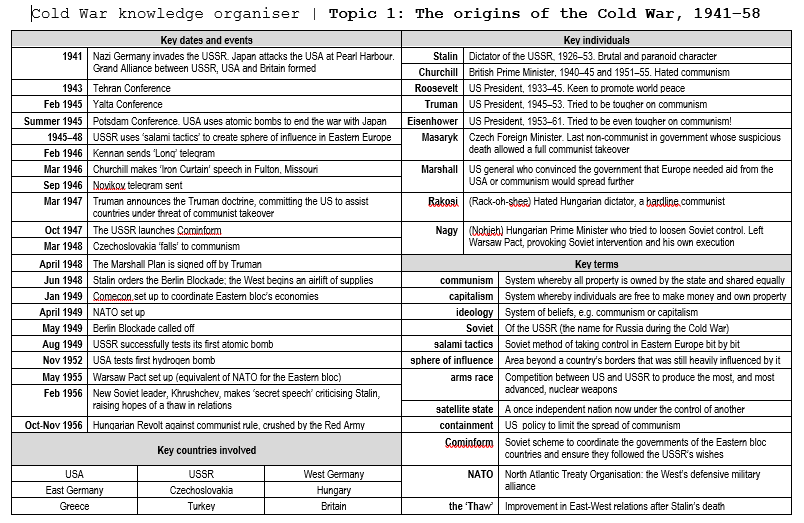 Cold War knowledge organiser | Topic 1: The origins of the Cold War, 1941–58
Key dates and events
1941 Nazi Germany invades the USSR. Japan attacks the USA at Pearl Harbour.
Grand Alliance between USSR, USA and Britain formed
1943 Tehran Conference
Feb 1945 Yalta Conference
Summer 1945 Potsdam Conference. USA uses atomic bombs to end the war with Japan
1945–48 USSR uses 'salami tactics' to create sphere of influence in Eastern Europe
Feb 1946 Kennan sends 'Long' telegram
Mar 1946 Churchill makes 'Iron Curtain' speech in Fulton, Missouri
Sep 1946 Novikov telegram sent
Mar 1947 Truman announces the Truman doctrine, committing the US to assist
countries under threat of communist takeover
Oct 1947 The USSR launches Cominform
Mar 1948 Czechoslovakia 'falls' to communism
April 1948 The Marshall Plan is signed off by Truman
Jun 1948 Stalin orders the Berlin Blockade; the West begins an airlift of supplies
Jan 1949 Comecon set up to coordinate Eastern bloc's economies
April 1949 NATO set up
May 1949 Berlin Blockade called off
Aug 1949 USSR successfully tests its first atomic bomb
Nov 1952 USA tests first hydrogen bomb
May 1955 Warsaw Pact set up (equivalent of NATO for the Eastern bloc)
Feb 1956 New Soviet leader, Khrushchev, makes 'secret speech' criticising Stalin,
raising hopes of a thaw in relations
Oct-Nov 1956 Hungarian Revolt against communist rule, crushed by the Red Army
Key countries involved
USA USSR West Germany
East Germany Czechoslovakia Hungary
Greece Turkey Britain
Key individuals
Stalin Dictator of the USSR, 1926–53. Brutal and paranoid character
Churchill British Prime Minister, 1940–45 and 1951–55. Hated communism
Roosevelt US President, 1933–45. Keen to promote world peace
Truman US President, 1945–53. Tried to be tougher on communism
Eisenhower US President, 1953–61. Tried to be even tougher on communism!
Masaryk Czech Foreign Minister. Last non-communist in government whose suspicious
death allowed a full communist takeover
Marshall US general who convinced the government that Europe needed aid from the
USA or communism would spread further
Rakosi (Rack-oh-shee) Hated Hungarian dictator, a hardline communist
Nagy (Nohjeh) Hungarian Prime Minister who tried to loosen Soviet control. Left
Warsaw Pact, provoking Soviet intervention and his own execution
Key terms
communism System whereby all property is owned by the state and shared equally
capitalism System whereby individuals are free to make money and own property
ideology System of beliefs, e.g. communism or capitalism
Soviet Of the USSR (the name for Russia during the Cold War)
salami tactics Soviet method of taking control in Eastern Europe bit by bit
sphere of influence Area beyond a country's borders that was still heavily influenced by it
arms race Competition between US and USSR to produce the most, and most
advanced, nuclear weapons
satellite state A once independent nation now under the control of another
containment US policy to limit the spread of communism
Cominform Soviet scheme to coordinate the governments of the Eastern bloc
countries and ensure they followed the USSR's wishes
NATO North Atlantic Treaty Organisation: the West's defensive military
alliance
the 'Thaw' Improvement in East-West relations after Stalin's death